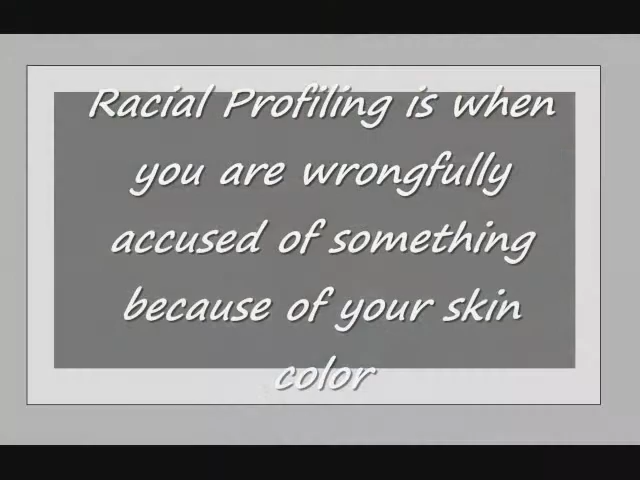 Racial Profiling is when
you are wrongfully
accused of something
because of your skin
color